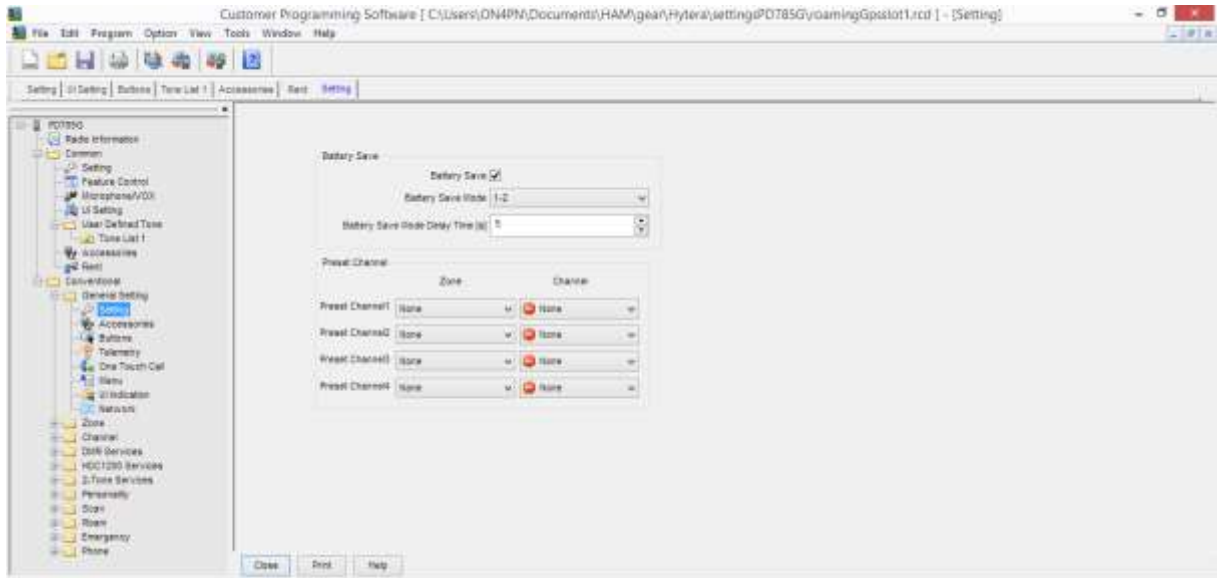 Customer Programming Software [ C:\Users\ON4PN\Documents\HAM\gear\Hytera\settingsPD785G\roamingGpsslot1.rcd ] - [Setting]
File Edit Program Option View Tools Window Help
Setting UI Setting Buttons Tone List 1 Accessories Rent Setting
PD785G
Radio Information
Common
Setting
Feature Control
Microphone/VOX
UI Setting
User Defined Tone
Tone List 1
Accessories
Rent
Conventional
General Setting
Setting
Accessories
Buttons
Telemetry
One Touch Call
Menu
UI Indication
Network
Zone
Channel
DMR Services
HDC1200 Services
2-Tone Services
Personality
Scan
Roam
Emergency
Phone
Battery Save
Battery Save
Battery Save Mode 1-2
Battery Save Mode Delay Time [s] 5
Preset Channel
Zone Channel
Preset Channel1 None None
Preset Channel2 None None
Preset Channel3 None None
Preset Channel4 None None
Close Print Help